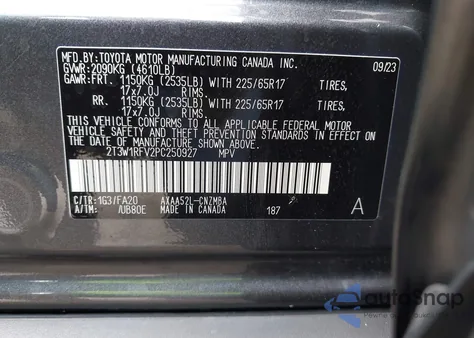 MFD.BY:TOYOTA MOTOR MANUFACTURING CANADA INC.
GVWR:2090KG (4610LB) 09/23
GAWR:FRT. 1150KG (2535LB) WITH 225/65R17 TIRES,
17x7.0J RIMS.
RR. 1150KG (2535LB) WITH 225/65R17 TIRES,
17x7.0J RIMS.
THIS VEHICLE CONFORMS TO ALL APPLICABLE FEDERAL MOTOR
VEHICLE SAFETY AND THEFT PREVENTION STANDARDS IN EFFECT ON
THE DATE OF MANUFACTURE SHOWN ABOVE.
2T3W1RFV2PC250927 MPV
C/TR:1G3/FA20 AXAA52L-CNZMBA
A/TM: /UB80E MADE IN CANADA 187 A
autoSnap